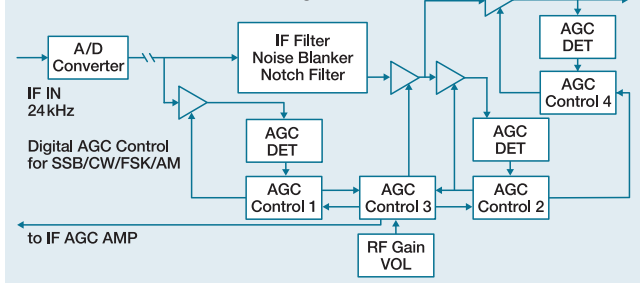 A/D
Converter
IF Filter
Noise Blanker
Notch Filter
AGC
DET
AGC
Control 4
IF IN
24kHz
Digital AGC Control
for SSB/CW/FSK/AM
AGC
DET
AGC
DET
AGC
Control 1
AGC
Control 3
AGC
Control 2
to IF AGC AMP
RF Gain
VOL